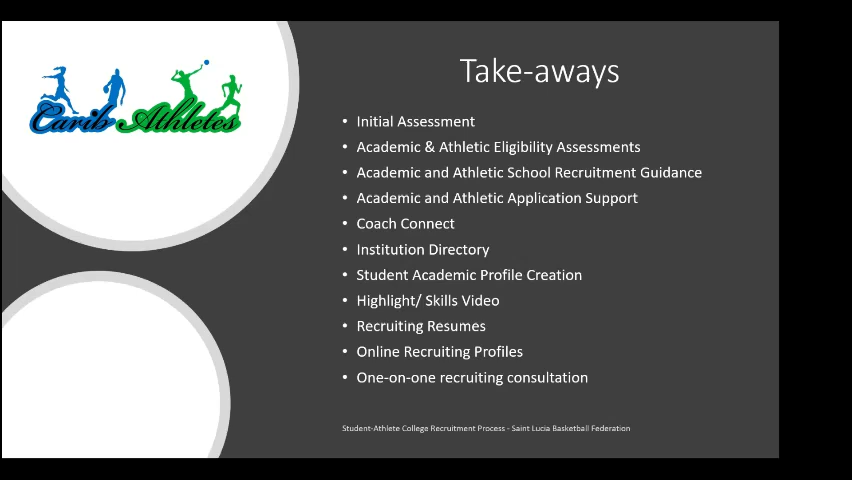 Carib Athletes
Take-aways
• Initial Assessment
• Academic & Athletic Eligibility Assessments
• Academic and Athletic School Recruitment Guidance
• Academic and Athletic Application Support
• Coach Connect
• Institution Directory
• Student Academic Profile Creation
• Highlight/ Skills Video
• Recruiting Resumes
• Online Recruiting Profiles
• One-on-one recruiting consultation
Student-Athlete College Recruitment Process - Saint Lucia Basketball Federation